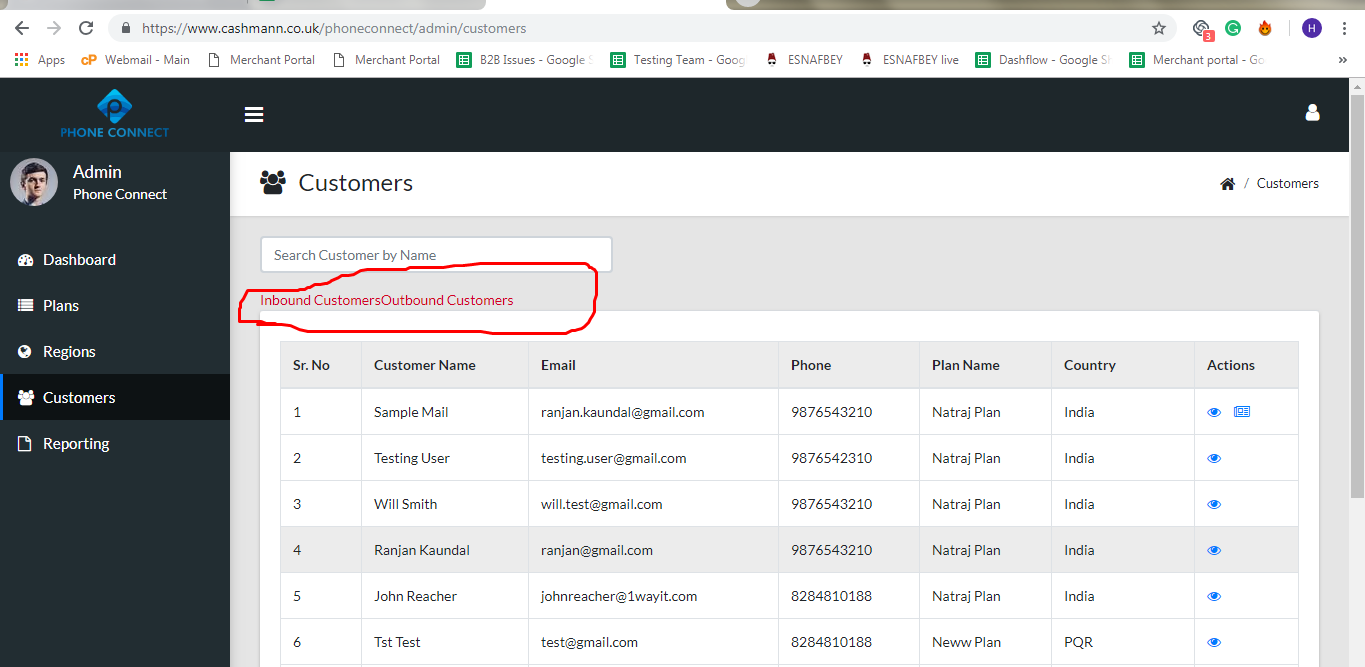 https://www.cashmann.co.uk/phoneconnect/admin/customers
3
H
Apps
cP Webmail - Main
Merchant Portal
Merchant Portal
B2B Issues - Google S
Testing Team - Goog
ESNAFBEY
ESNAFBEY live
Dashflow - Google Sh
Merchant portal - Go
»
PHONE CONNECT
Admin
Phone Connect
Customers
/ Customers
Dashboard
Plans
Regions
Customers
Reporting
Search Customer by Name
Inbound CustomersOutbound Customers
Sr. No Customer Name Email Phone Plan Name Country Actions
1 Sample Mail ranjan.kaundal@gmail.com 9876543210 Natraj Plan India
2 Testing User testing.user@gmail.com 9876542310 Natraj Plan India
3 Will Smith will.test@gmail.com 9876543210 Natraj Plan India
4 Ranjan Kaundal ranjan@gmail.com 9876543210 Natraj Plan India
5 John Reacher johnreacher@1wayit.com 8284810188 Natraj Plan India
6 Tst Test test@gmail.com 8284810188 Neww Plan PQR